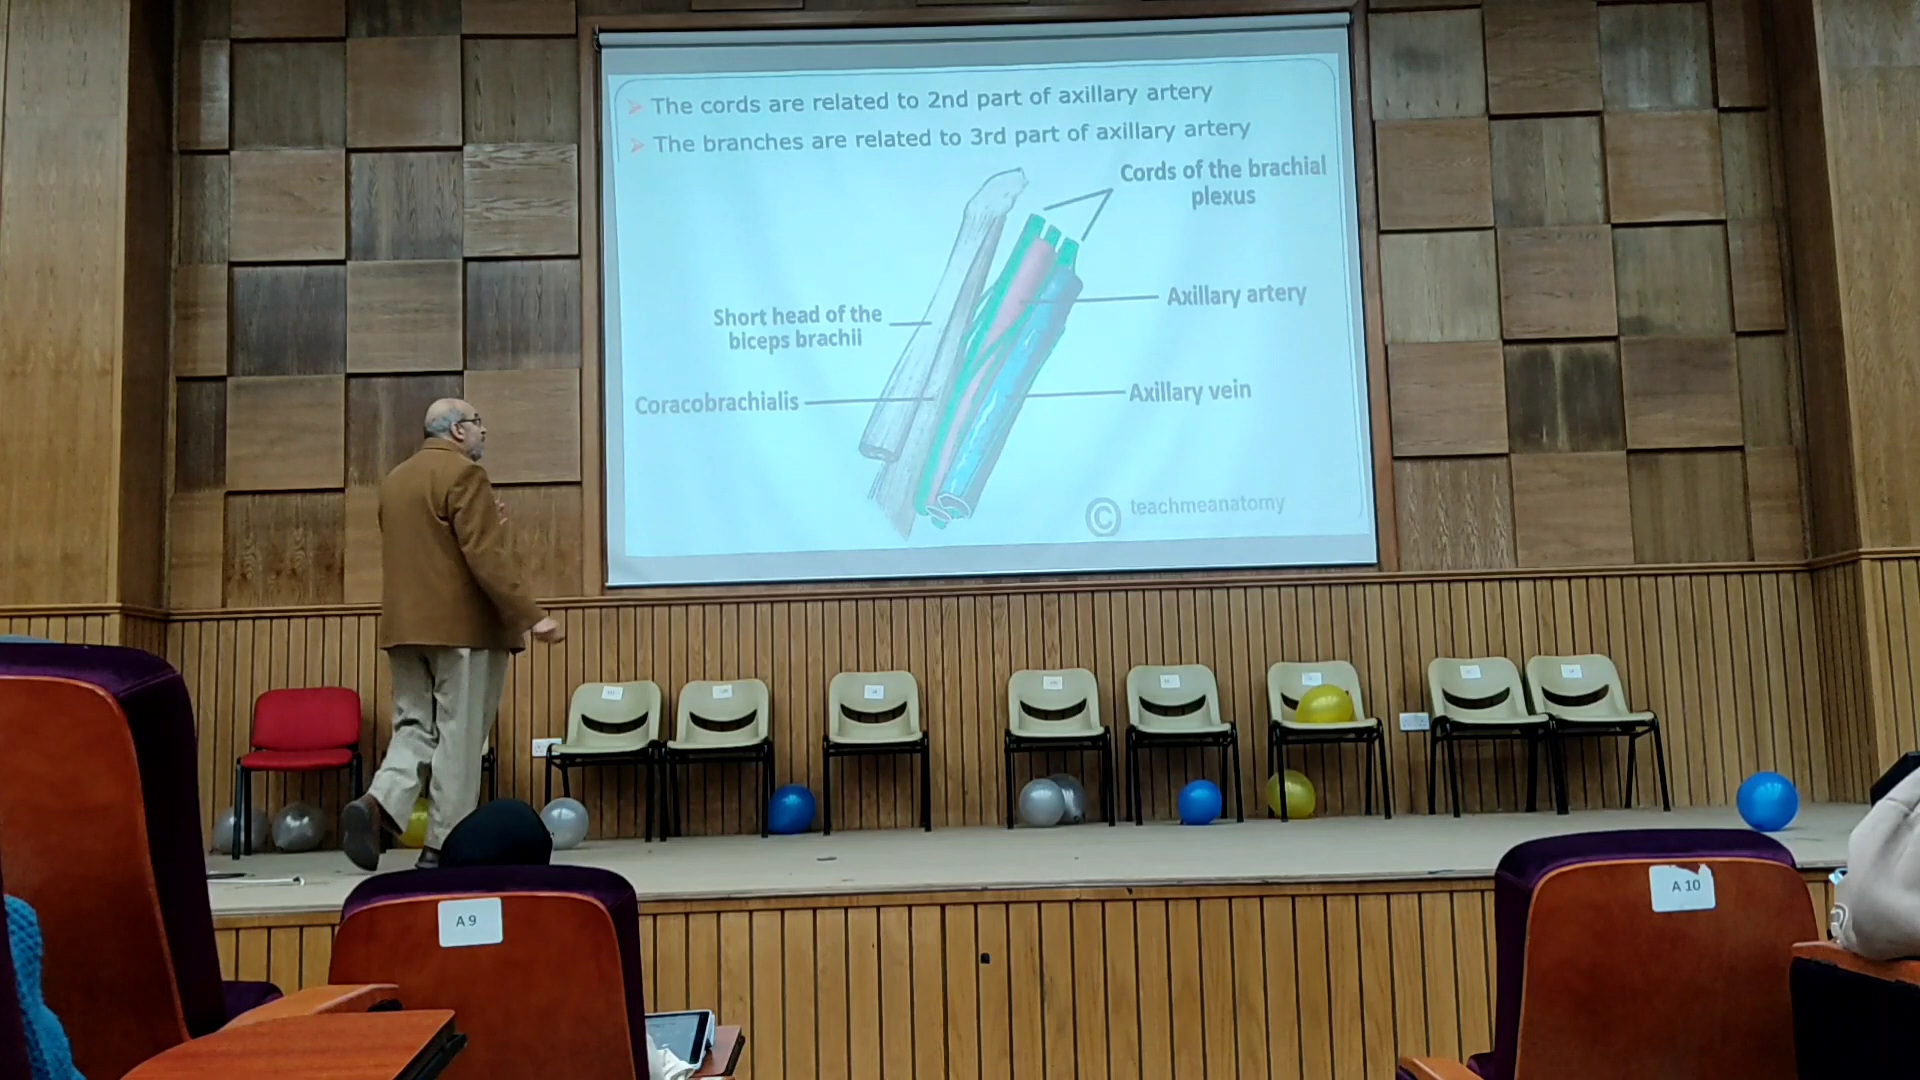 The cords are related to 2nd part of axillary artery
The branches are related to 3rd part of axillary artery
Cords of the brachial
plexus
Axillary artery
Short head of the
biceps brachii
Axillary vein
Coracobrachialis
© teachmeanatomy
A 9
A 10